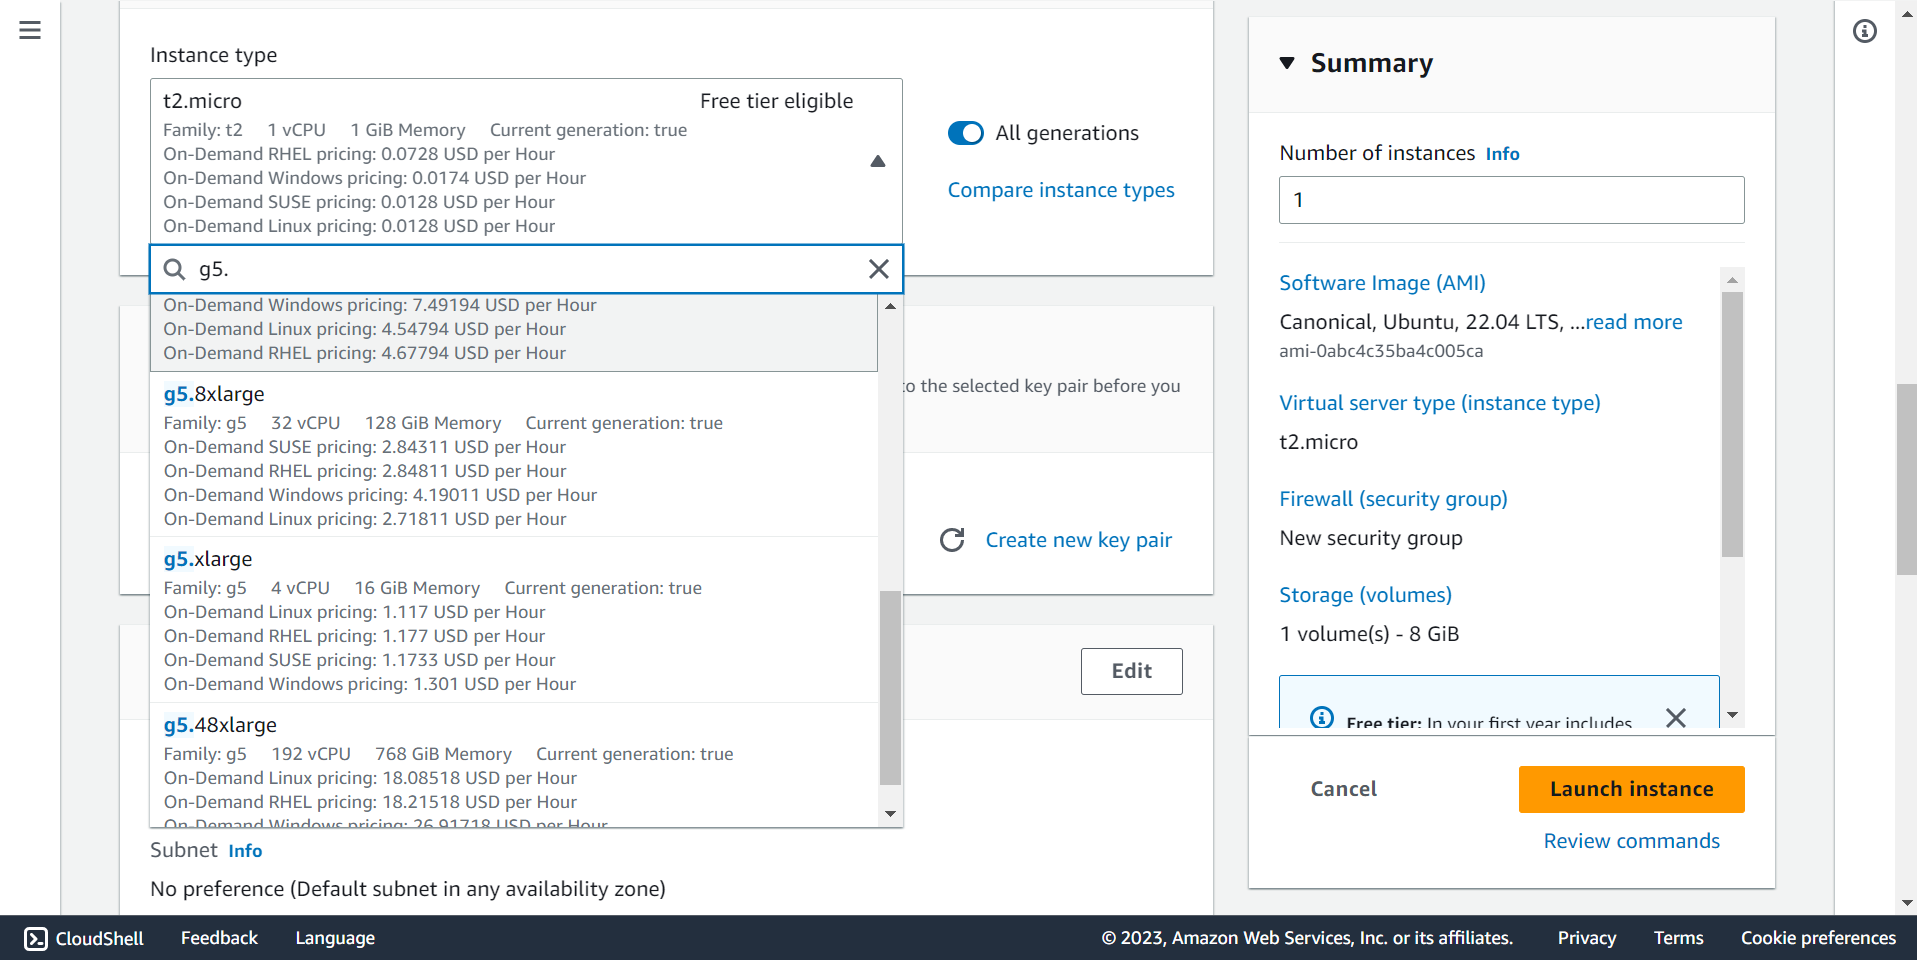 Instance type
t2.micro Free tier eligible
Family: t2 1 vCPU 1 GiB Memory Current generation: true
On-Demand RHEL pricing: 0.0728 USD per Hour
On-Demand Windows pricing: 0.0174 USD per Hour
On-Demand SUSE pricing: 0.0128 USD per Hour
On-Demand Linux pricing: 0.0128 USD per Hour
g5.
On-Demand Windows pricing: 7.49194 USD per Hour
On-Demand Linux pricing: 4.54794 USD per Hour
On-Demand RHEL pricing: 4.67794 USD per Hour
g5.8xlarge
Family: g5 32 vCPU 128 GiB Memory Current generation: true
On-Demand SUSE pricing: 2.84311 USD per Hour
On-Demand RHEL pricing: 2.84811 USD per Hour
On-Demand Windows pricing: 4.19011 USD per Hour
On-Demand Linux pricing: 2.71811 USD per Hour
g5.xlarge
Family: g5 4 vCPU 16 GiB Memory Current generation: true
On-Demand Linux pricing: 1.117 USD per Hour
On-Demand RHEL pricing: 1.177 USD per Hour
On-Demand SUSE pricing: 1.1733 USD per Hour
On-Demand Windows pricing: 1.301 USD per Hour
g5.48xlarge
Family: g5 192 vCPU 768 GiB Memory Current generation: true
On-Demand Linux pricing: 18.08518 USD per Hour
On-Demand RHEL pricing: 18.21518 USD per Hour
On-Demand Windows pricing: 26.91718 USD per Hour
All generations
Compare instance types
to the selected key pair before you
Create new key pair
Edit
Subnet Info
No preference (Default subnet in any availability zone)
Summary
Number of instances Info
1
Software Image (AMI)
Canonical, Ubuntu, 22.04 LTS, ...read more
ami-0abc4c35ba4c005ca
Virtual server type (instance type)
t2.micro
Firewall (security group)
New security group
Storage (volumes)
1 volume(s) - 8 GiB
Free tier: In your first year includes
Cancel
Launch instance
Review commands
CloudShell Feedback Language © 2023, Amazon Web Services, Inc. or its affiliates. Privacy Terms Cookie preferences